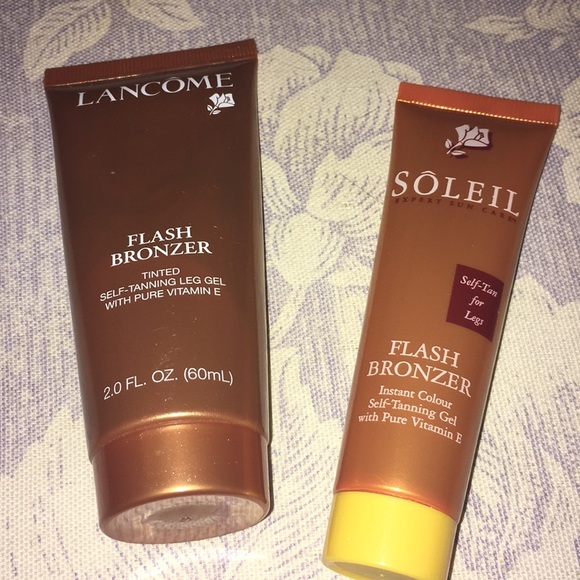 LANCÔME
FLASH
BRONZER
TINTED
SELF-TANNING LEG GEL
WITH PURE VITAMIN E
2.0 FL. OZ. (60mL)
SÔLEIL
EXPERT SUN CARE
Self-Tan
for
Legs
FLASH
BRONZER
Instant Colour
Self-Tanning Gel
with Pure Vitamin E